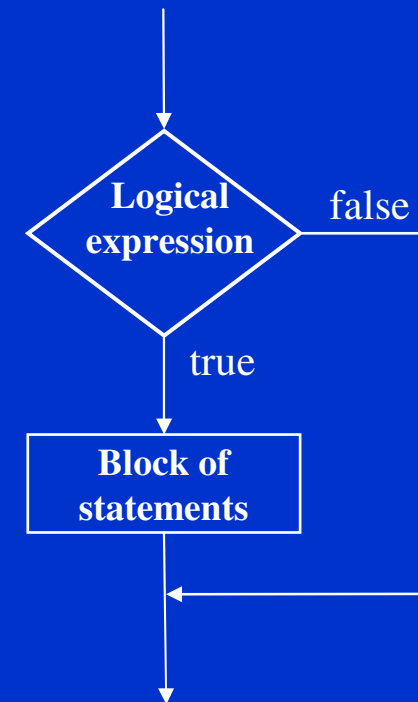 Logical
expression
false
true
Block of
statements